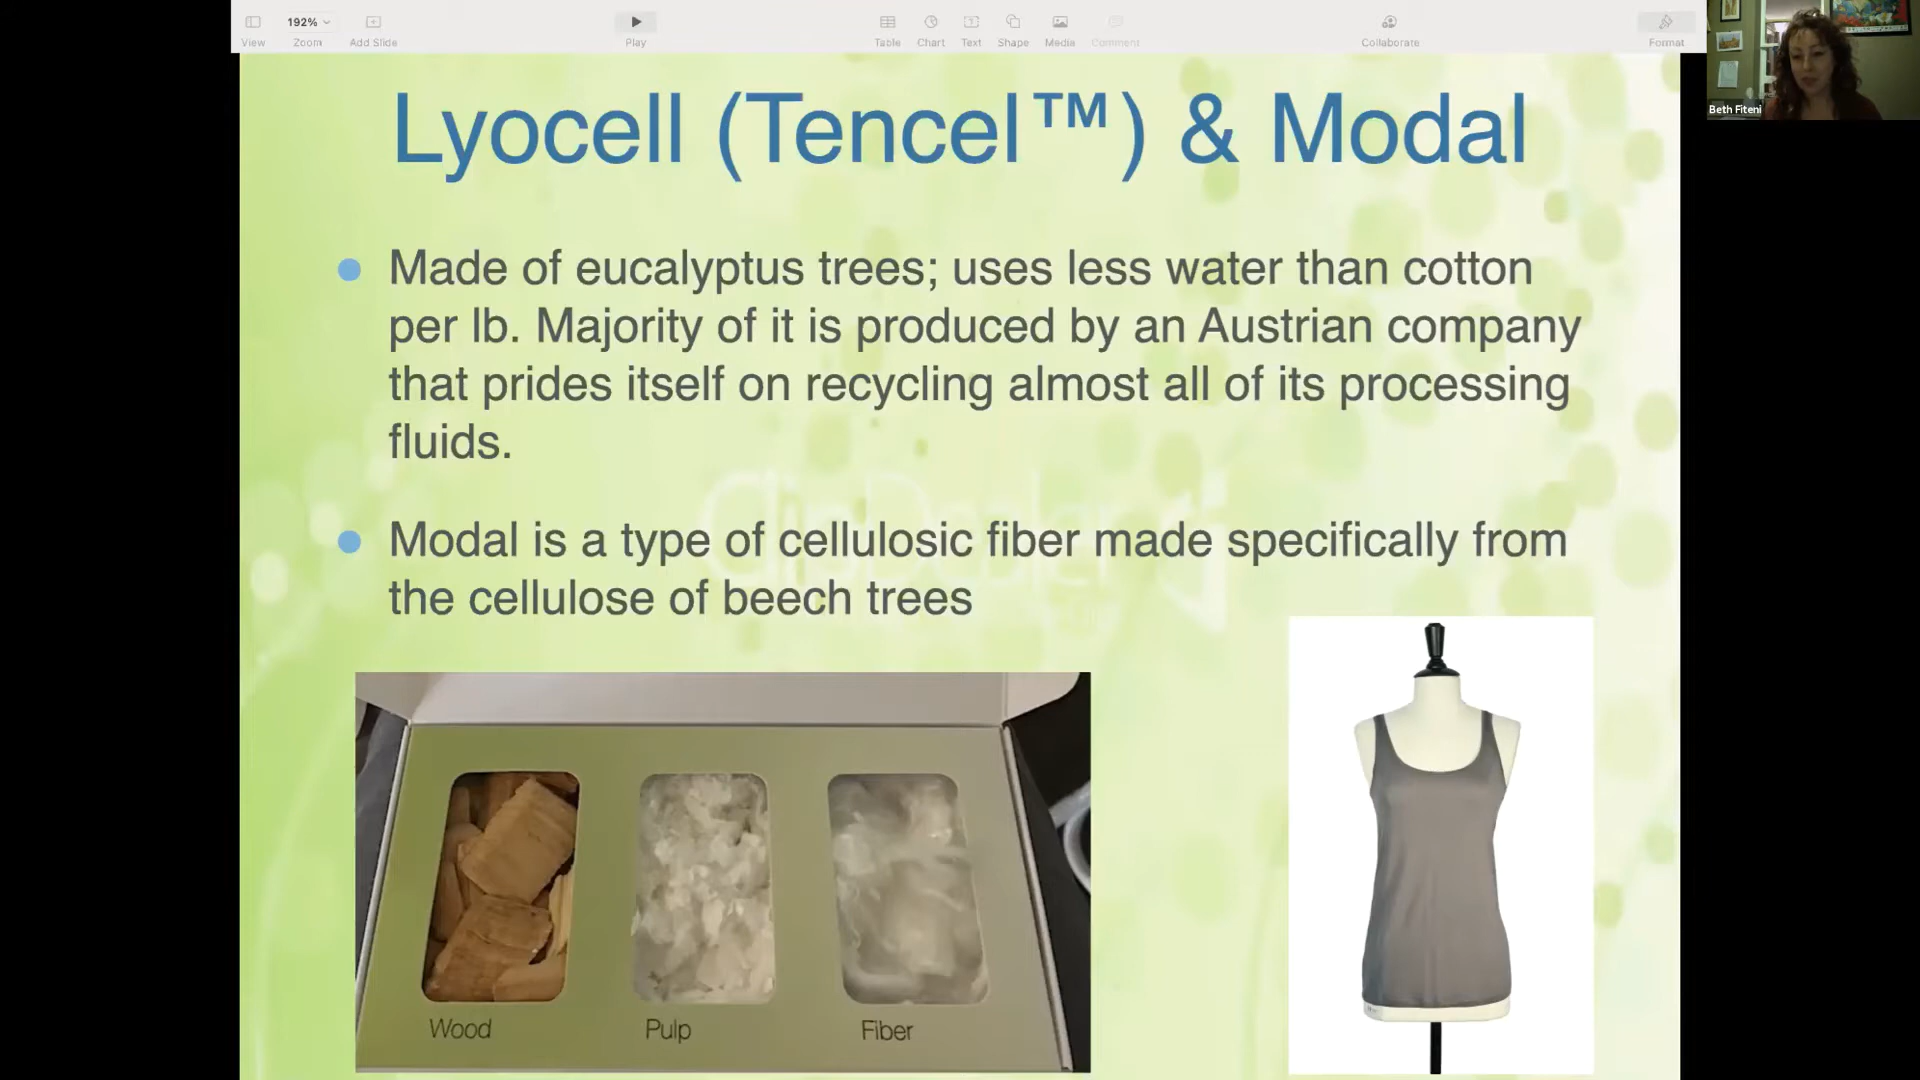 192%
View
Zoom
Add Slide
Play
Table
Chart
Text
Shape
Media
Comment
Collaborate
Format
Beth Fiteni
Lyocell (Tencel™) & Modal
Made of eucalyptus trees; uses less water than cotton
per lb. Majority of it is produced by an Austrian company
that prides itself on recycling almost all of its processing
fluids.
Modal is a type of cellulosic fiber made specifically from
the cellulose of beech trees
ClipDealer
Wood
Pulp
Fiber